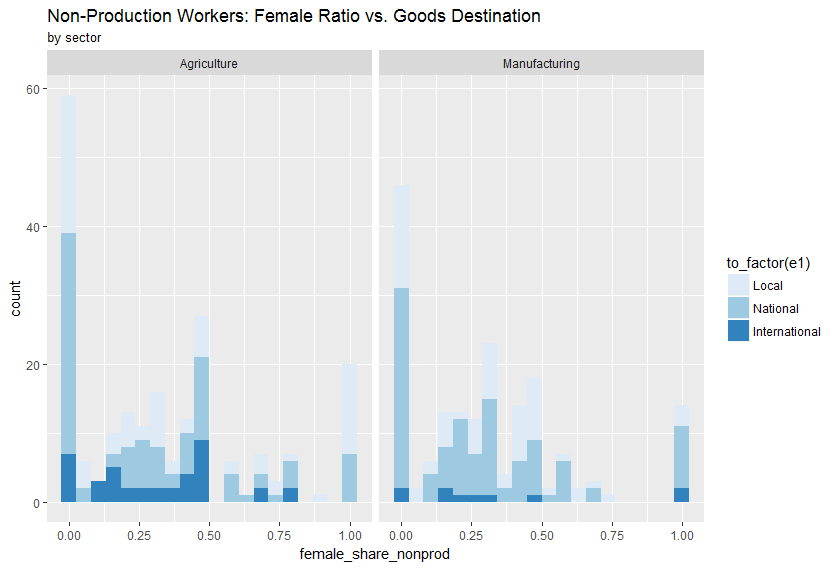 Non-Production Workers: Female Ratio vs. Goods Destination
by sector
Agriculture
Manufacturing
60
40
20
0
count
0.00 0.25 0.50 0.75 1.00
0.00 0.25 0.50 0.75 1.00
female_share_nonprod
to_factor(e1)
Local
National
International